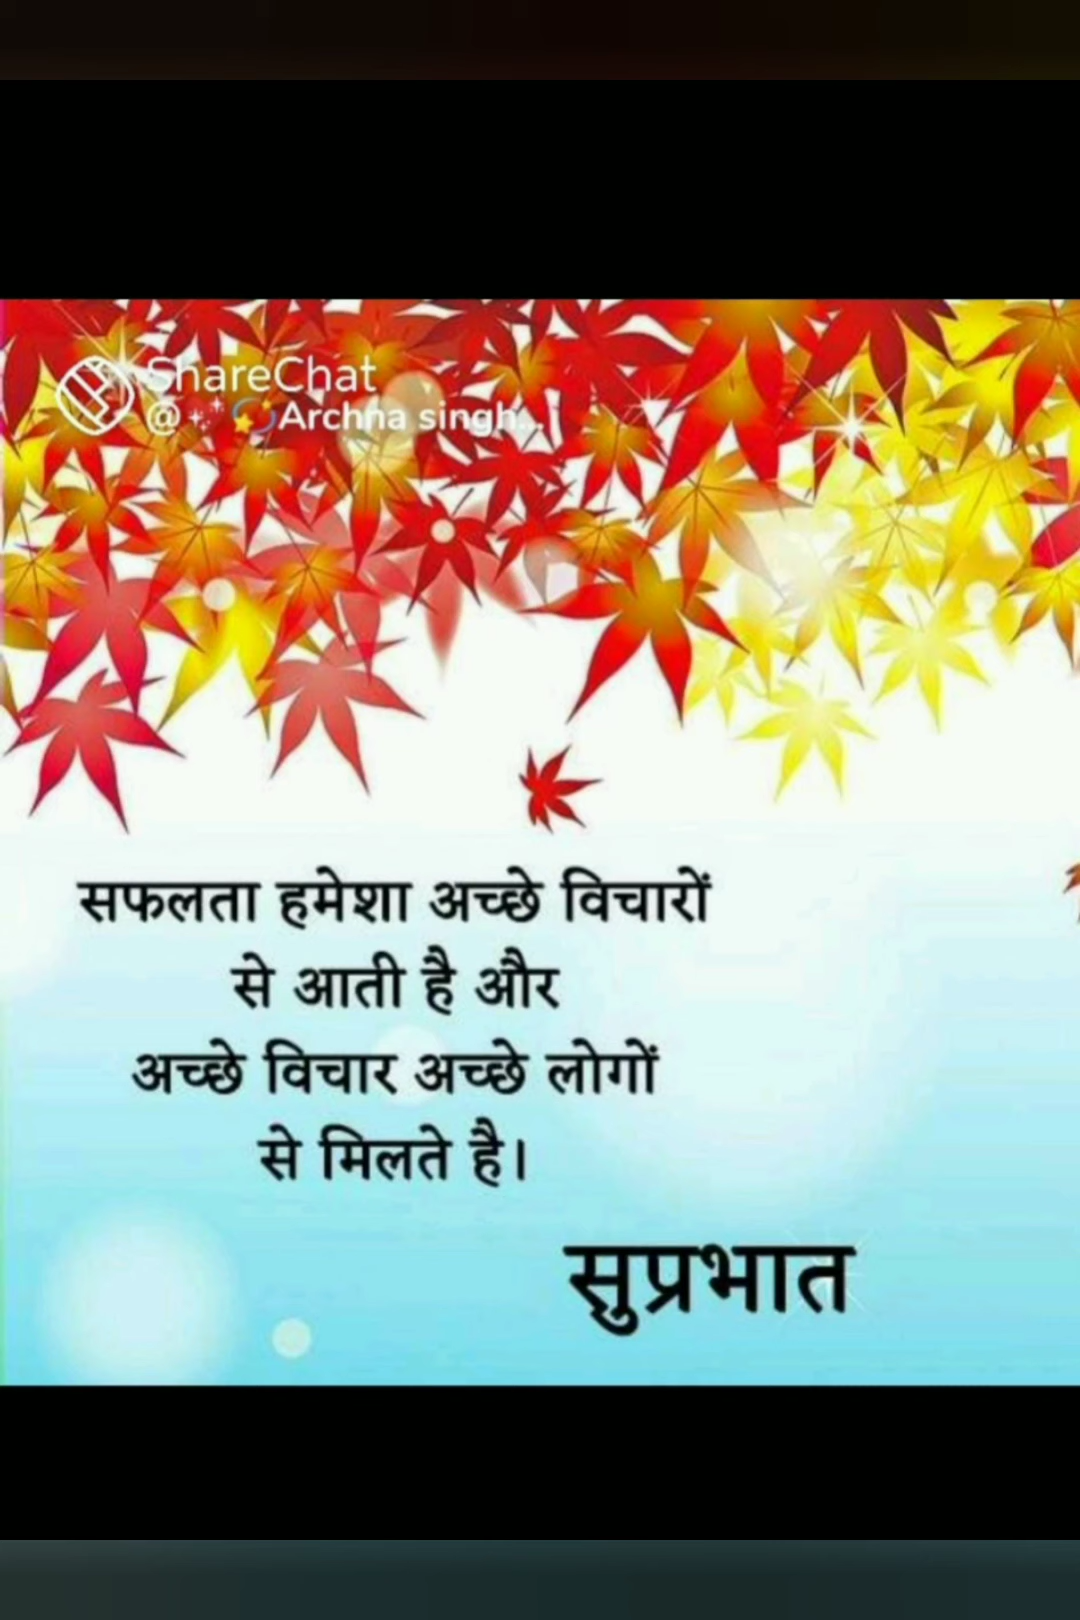 ShareChat
@Archna singh...
सफलता हमेशा अच्छे विचारों
से आती है और
अच्छे विचार अच्छे लोगों
से मिलते है।
सुप्रभात